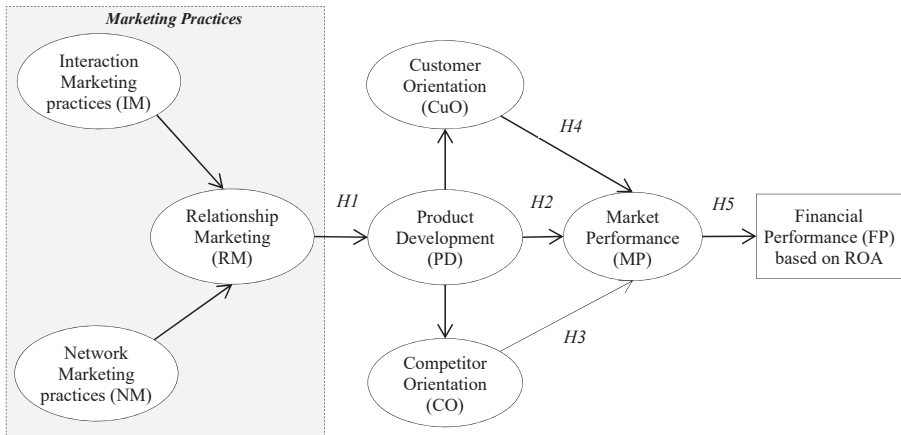 Marketing Practices
Interaction
Marketing
practices (IM)
Customer
Orientation
(CuO)
H4
Relationship
Marketing
(RM)
H1
Product
Development
(PD)
H2
Market
Performance
(MP)
H5
Financial
Performance (FP)
based on ROA
H3
Network
Marketing
practices (NM)
Competitor
Orientation
(CO)